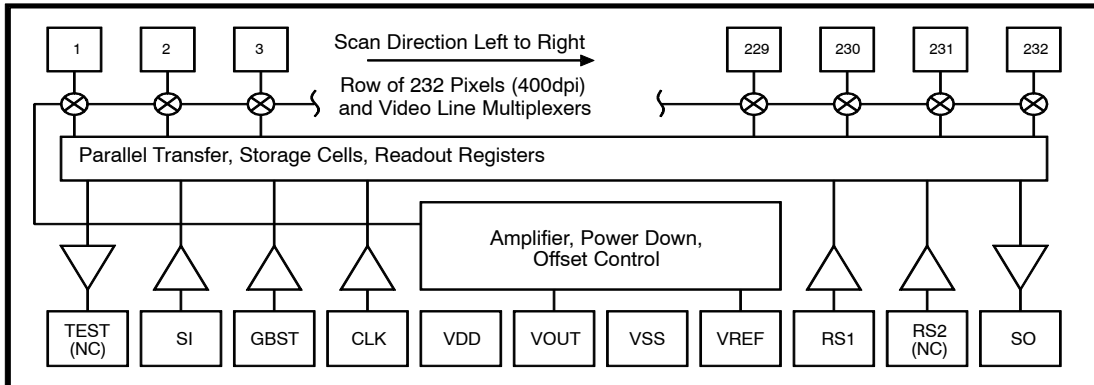 1
2
3
Scan Direction Left to Right
229
230
231
232
Row of 232 Pixels (400dpi)
and Video Line Multiplexers
Parallel Transfer, Storage Cells, Readout Registers
Amplifier, Power Down,
Offset Control
TEST
(NC)
SI
GBST
CLK
VDD
VOUT
VSS
VREF
RS1
RS2
(NC)
SO